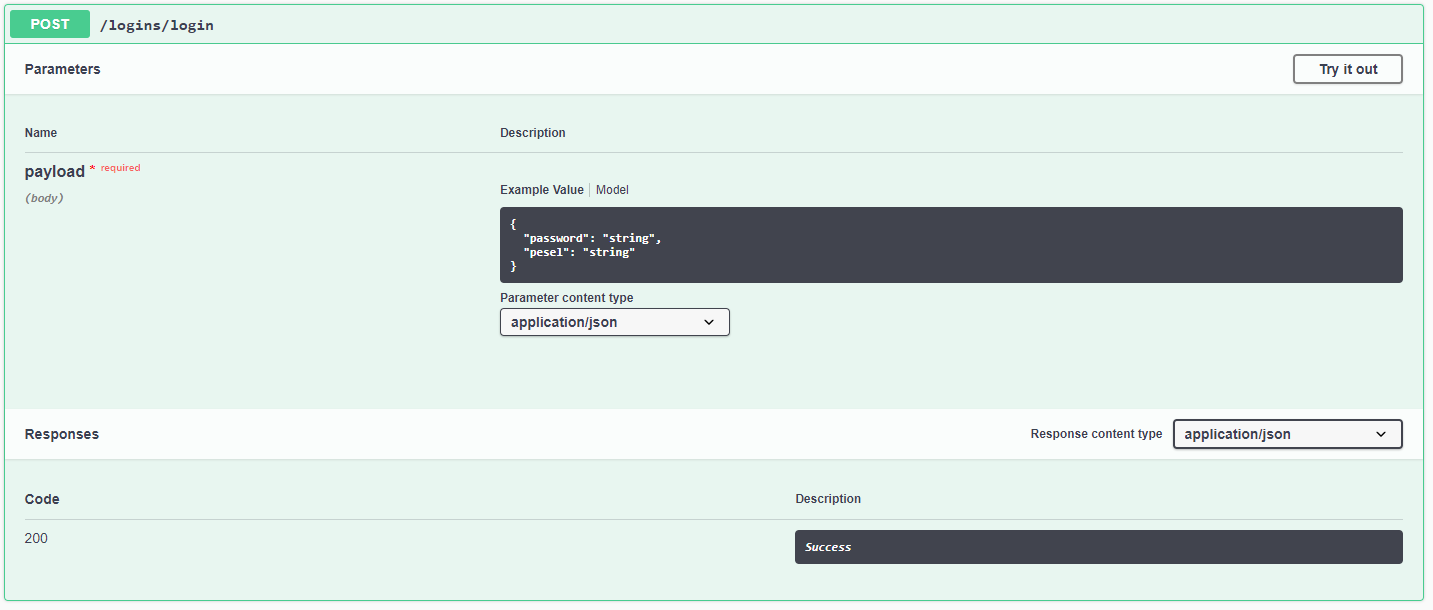 POST /logins/login
Parameters
Try it out
Name
Description
payload * required
(body)
Example Value | Model
{
  "password": "string",
  "pesel": "string"
}
Parameter content type
application/json
Responses
Response content type
application/json
Code
Description
200
Success